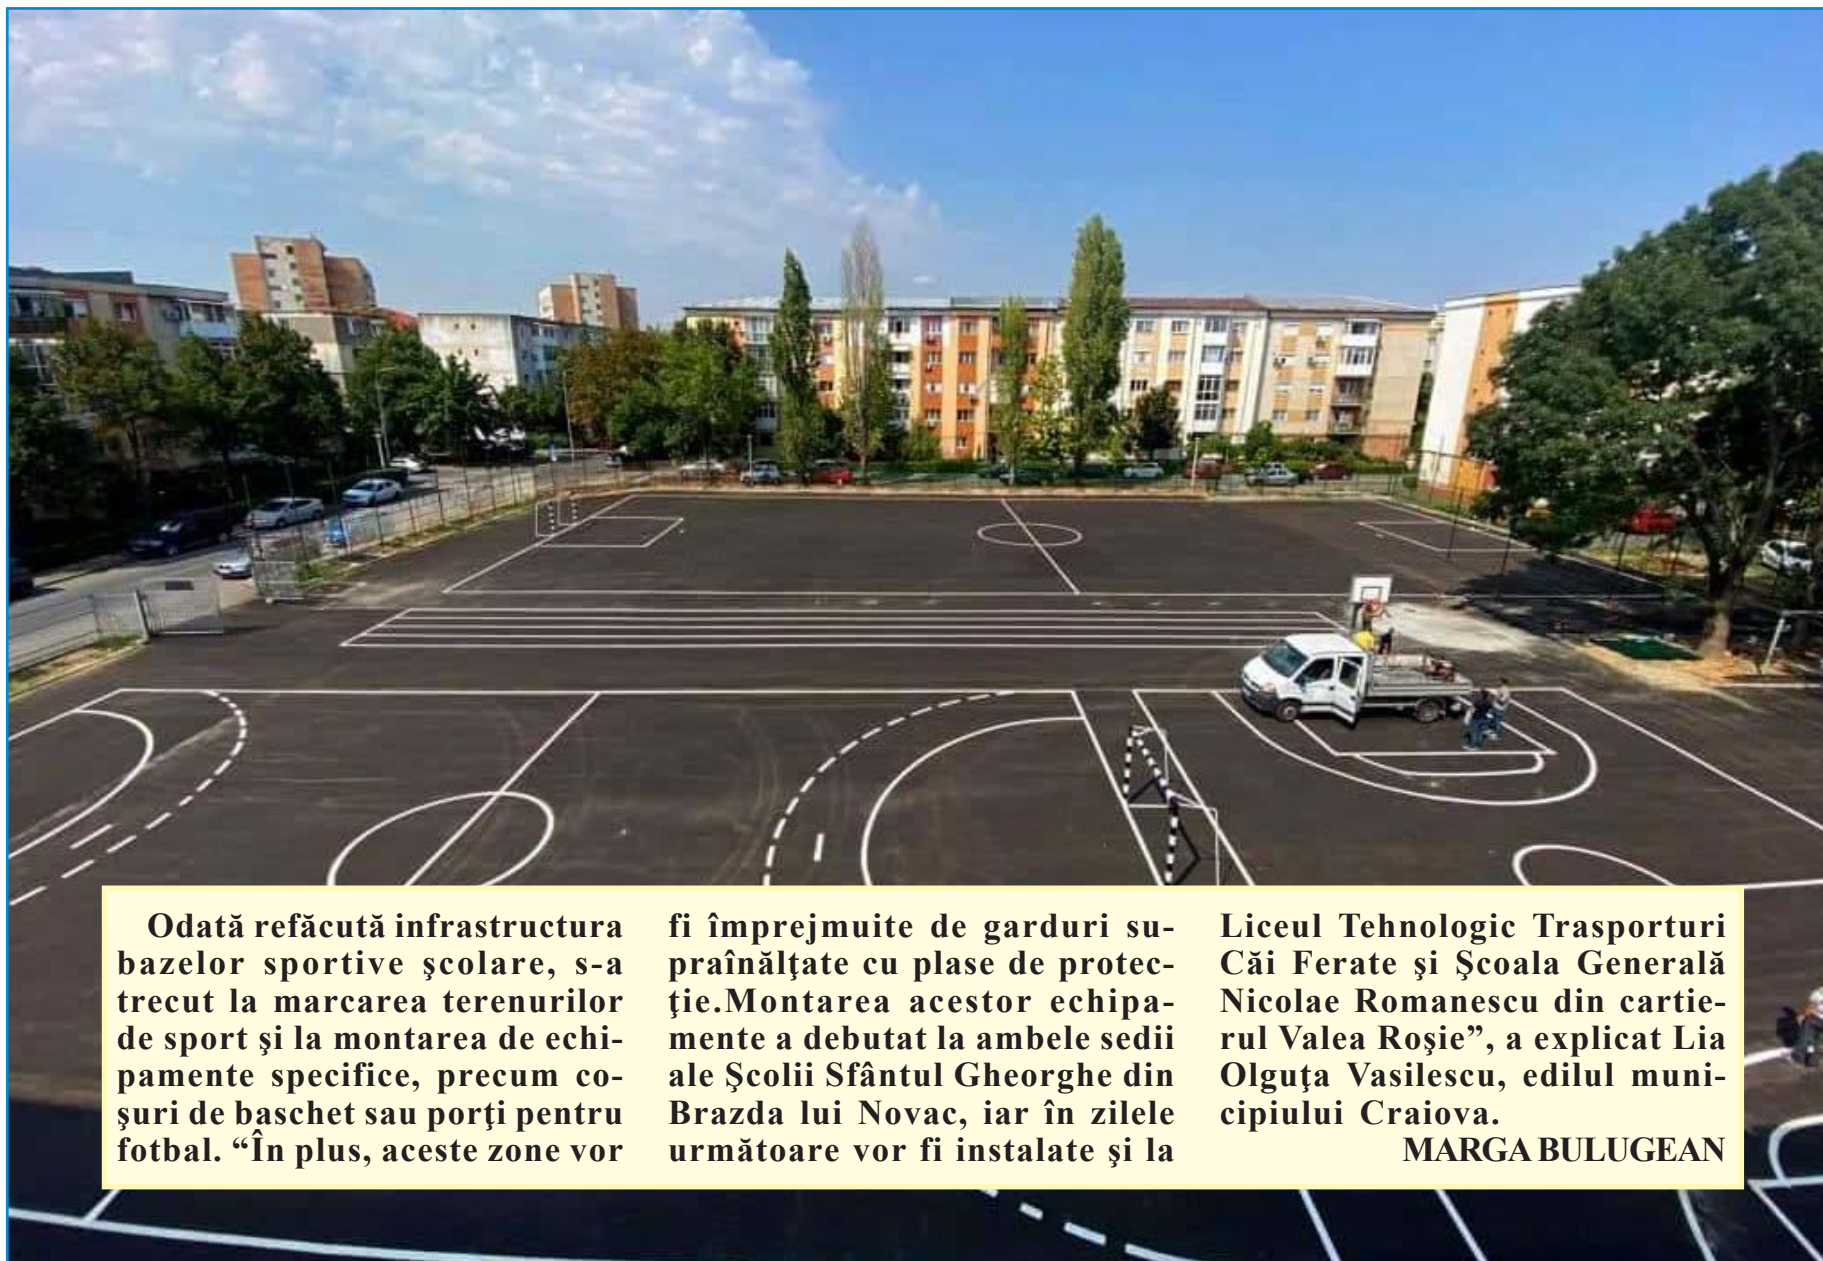 Odată refăcută infrastructura
bazelor sportive şcolare, s-a
trecut la marcarea terenurilor
de sport şi la montarea de echi-
pamente specifice, precum co-
şuri de baschet sau porţi pentru
fotbal. “În plus, aceste zone vor
fi împrejmuite de garduri su-
praînălţate cu plase de protec-
ţie.Montarea acestor echipa-
mente a debutat la ambele sedii
ale Şcolii Sfântul Gheorghe din
Brazda lui Novac, iar în zilele
următoare vor fi instalate şi la
Liceul Tehnologic Trasporturi
Căi Ferate şi Şcoala Generală
Nicolae Romanescu din cartie-
rul Valea Roşie”, a explicat Lia
Olguţa Vasilescu, edilul muni-
cipiului Craiova.
MARGA BULUGEAN